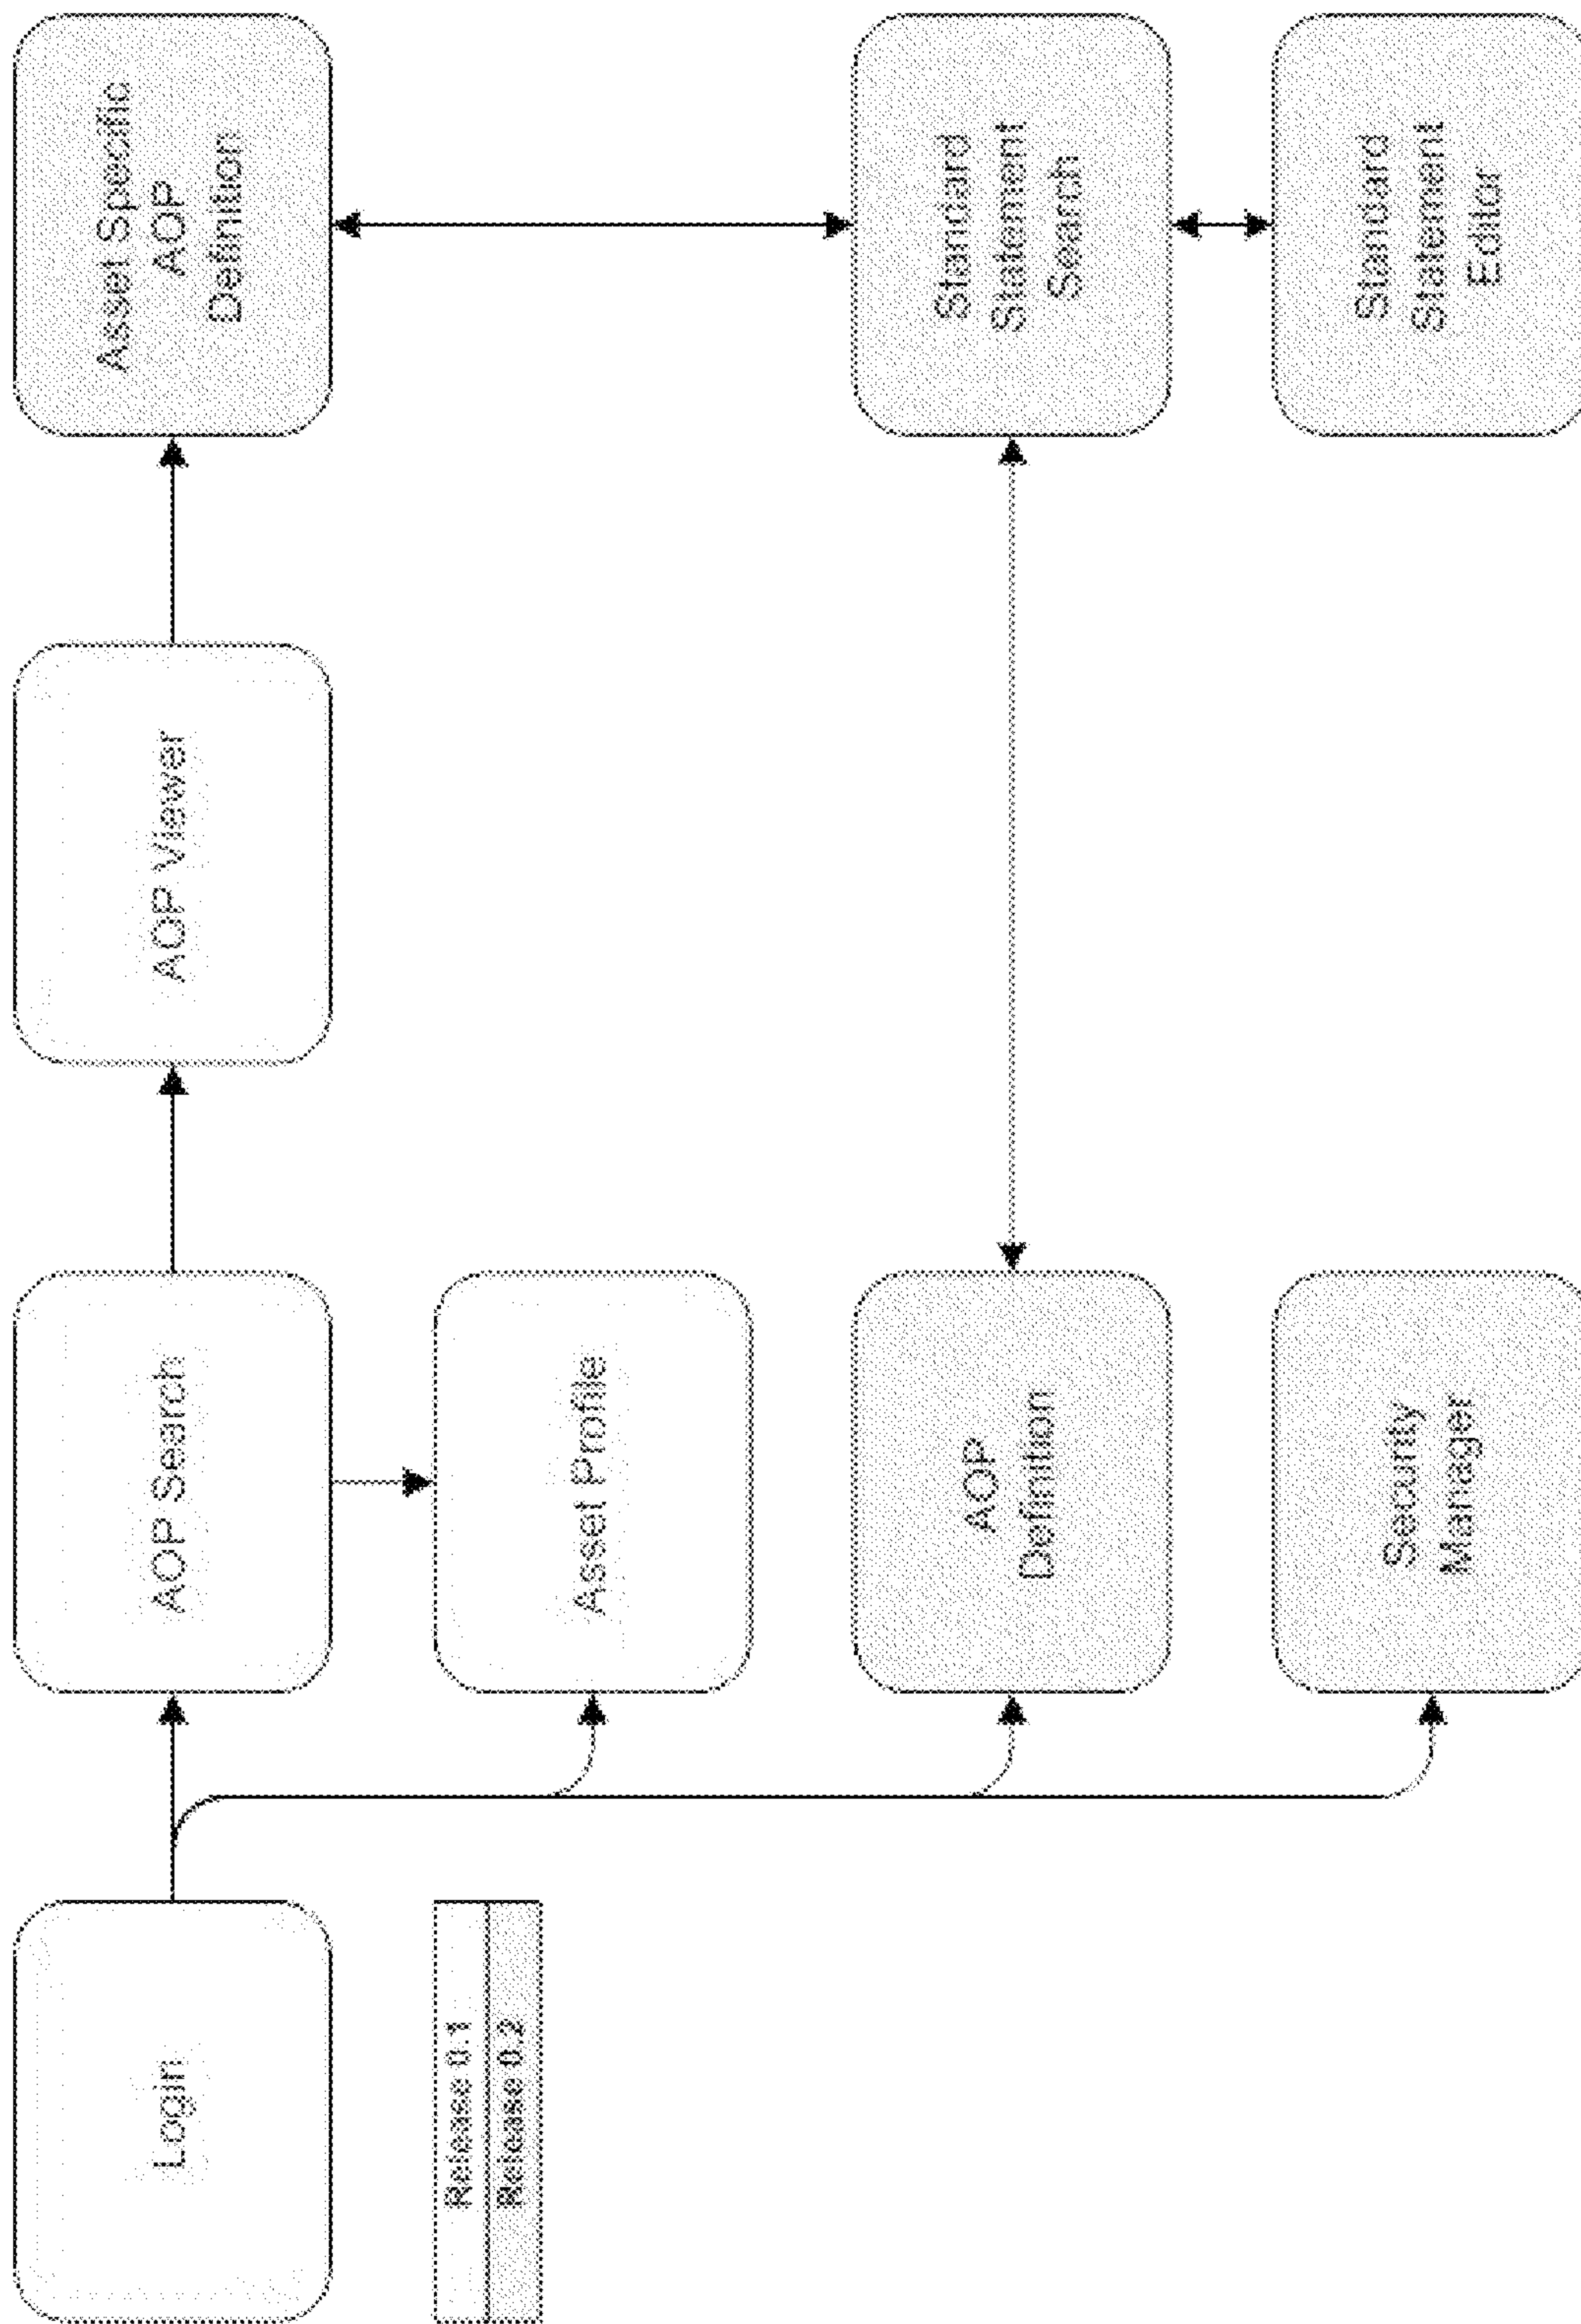 Login
AOP Search
AOP Viewer
Asset Specific
AOP
Definition
Release 0.1
Release 0.2
Asset Profile
AOP
Definition
Standard
Statement
Search
Security
Manager
Standard
Statement
Editor